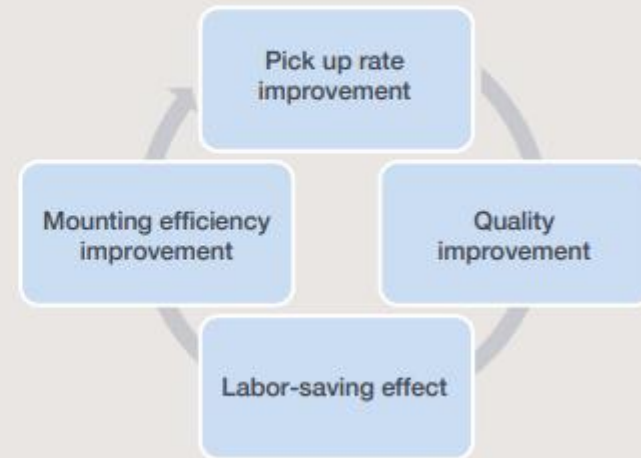 Pick up rate
improvement
Mounting efficiency
improvement
Quality
improvement
Labor-saving effect